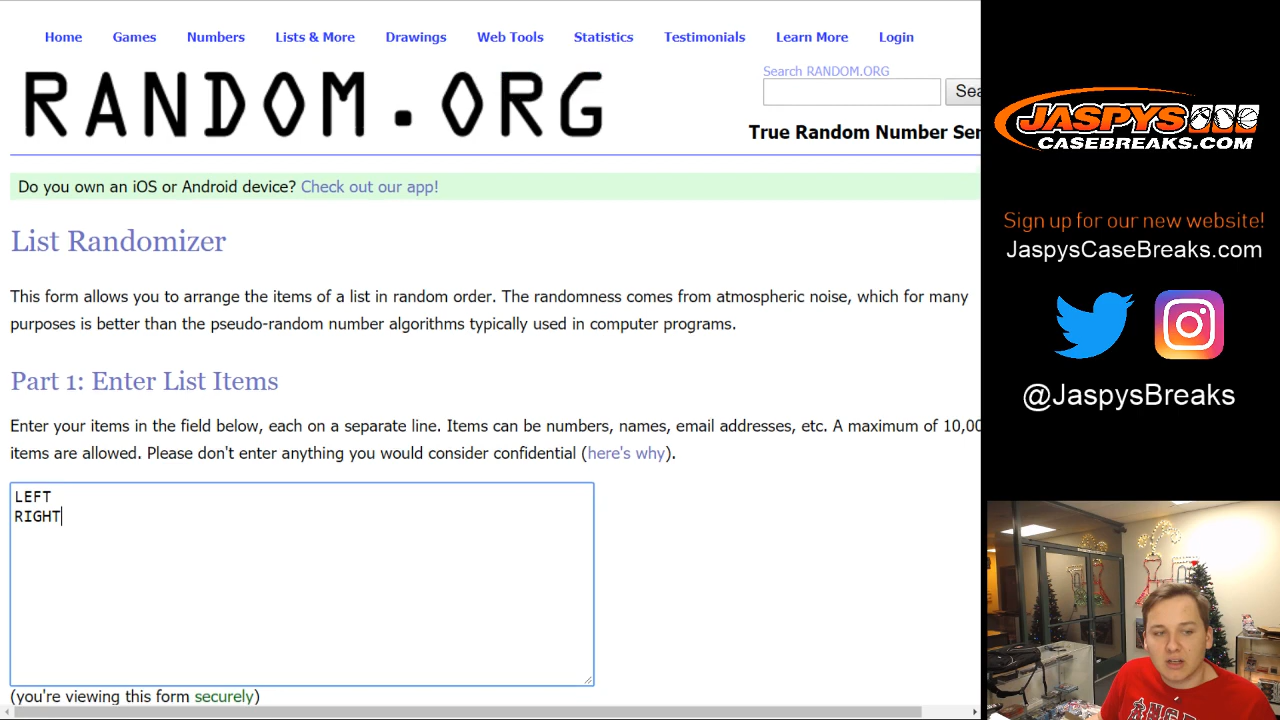 Home Games Numbers Lists & More Drawings Web Tools Statistics Testimonials Learn More Login
RANDOM.ORG
Search RANDOM.ORG
Sea
True Random Number Ser
Do you own an iOS or Android device? Check out our app!
List Randomizer
This form allows you to arrange the items of a list in random order. The randomness comes from atmospheric noise, which for many
purposes is better than the pseudo-random number algorithms typically used in computer programs.
Part 1: Enter List Items
Enter your items in the field below, each on a separate line. Items can be numbers, names, email addresses, etc. A maximum of 10,00
items are allowed. Please don't enter anything you would consider confidential (here's why).
LEFT
RIGHT
(you're viewing this form securely)
JASPYS
CASEBREAKS.COM
Sign up for our new website!
JaspysCaseBreaks.com
@JaspysBreaks